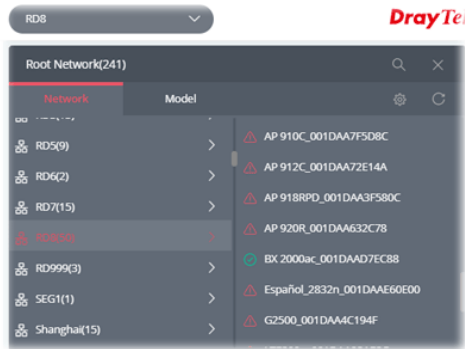 RD8
DrayTe
Root Network(241)
Network
Model
RD5(9)
RD6(2)
RD7(15)
RD999(3)
SEG1(1)
Shanghai(15)
AP 910C_001DAA7F5D8C
AP 912C_001DAA72E14A
AP 918RPD_001DAA3F580C
AP 920R_001DAA632C78
BX 2000ac_001DAAD7EC88
Español_2832n_001DAAE60E00
G2500_001DAA4C194F